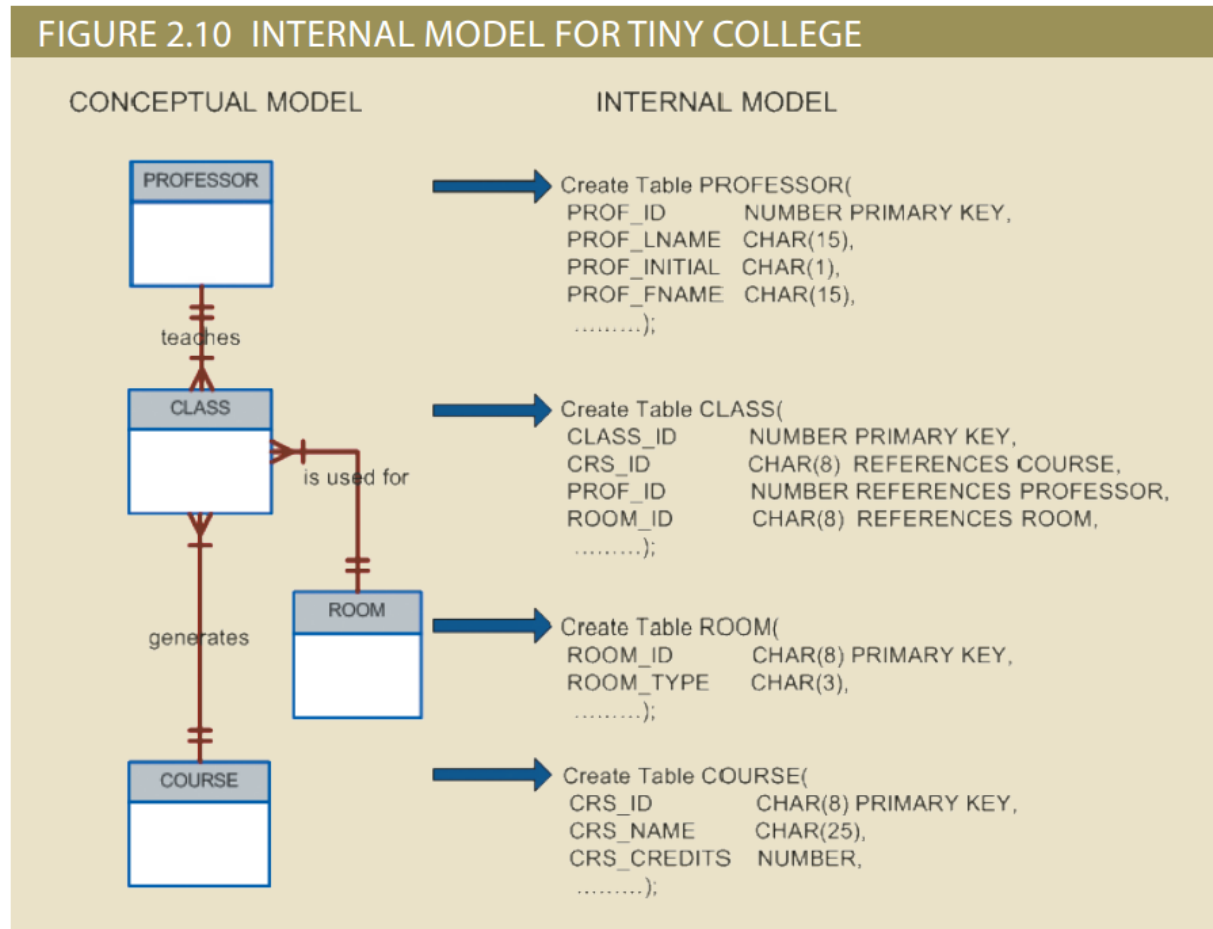 FIGURE 2.10 INTERNAL MODEL FOR TINY COLLEGE
CONCEPTUAL MODEL
INTERNAL MODEL
PROFESSOR
teaches
CLASS
is used for
ROOM
generates
COURSE
Create Table PROFESSOR(
PROF_ID NUMBER PRIMARY KEY,
PROF_LNAME CHAR(15),
PROF_INITIAL CHAR(1),
PROF_FNAME CHAR(15),
.........);
Create Table CLASS(
CLASS_ID NUMBER PRIMARY KEY,
CRS_ID CHAR(8) REFERENCES COURSE,
PROF_ID NUMBER REFERENCES PROFESSOR,
ROOM_ID CHAR(8) REFERENCES ROOM,
.........);
Create Table ROOM(
ROOM_ID CHAR(8) PRIMARY KEY,
ROOM_TYPE CHAR(3),
.........);
Create Table COURSE(
CRS_ID CHAR(8) PRIMARY KEY,
CRS_NAME CHAR(25),
CRS_CREDITS NUMBER,
.........);